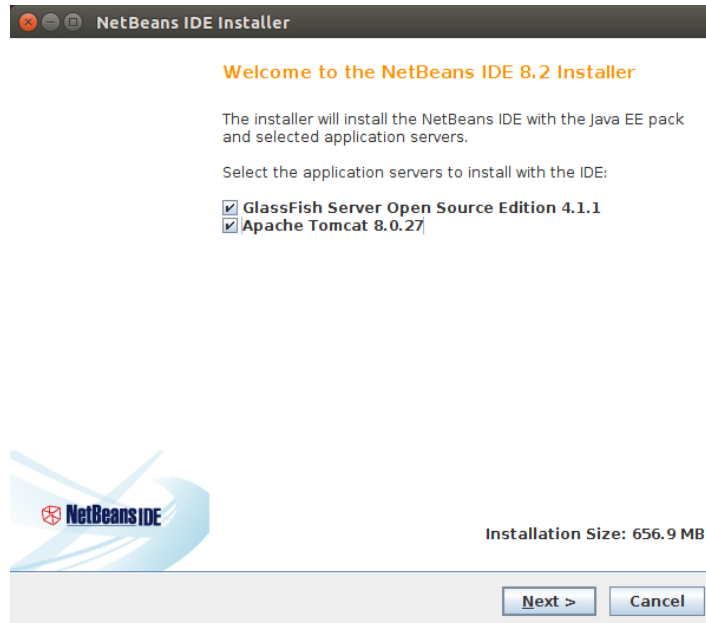 NetBeans IDE Installer
Welcome to the NetBeans IDE 8.2 Installer
The installer will install the NetBeans IDE with the Java EE pack
and selected application servers.
Select the application servers to install with the IDE:
GlassFish Server Open Source Edition 4.1.1
Apache Tomcat 8.0.27
NetBeans IDE
Installation Size: 656.9 MB
Next >
Cancel